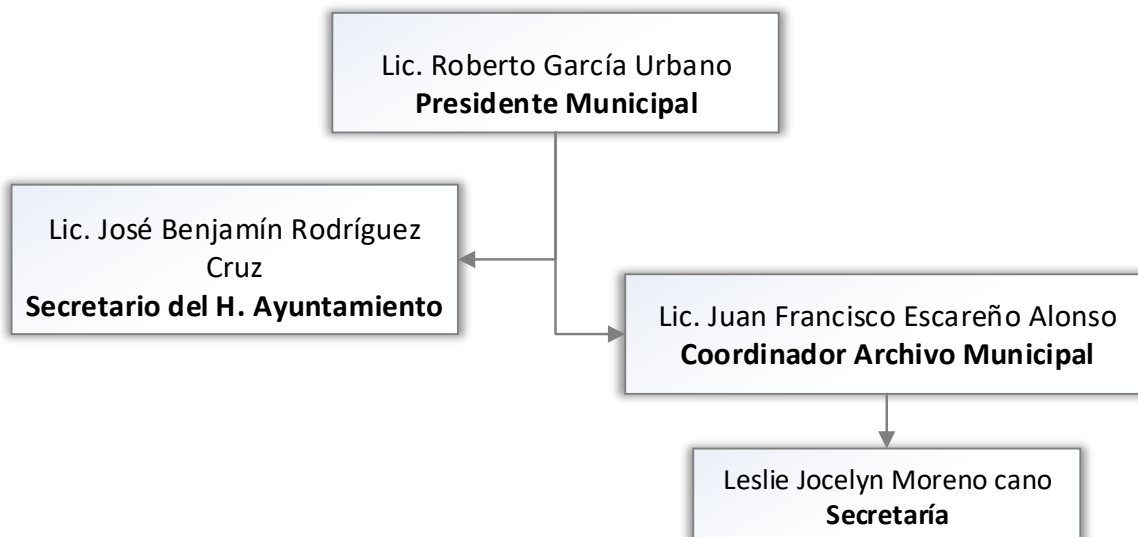 Lic. Roberto García Urbano
Presidente Municipal
Lic. José Benjamín Rodríguez
Cruz
Secretario del H. Ayuntamiento
Lic. Juan Francisco Escareño Alonso
Coordinador Archivo Municipal
Leslie Jocelyn Moreno cano
Secretaría